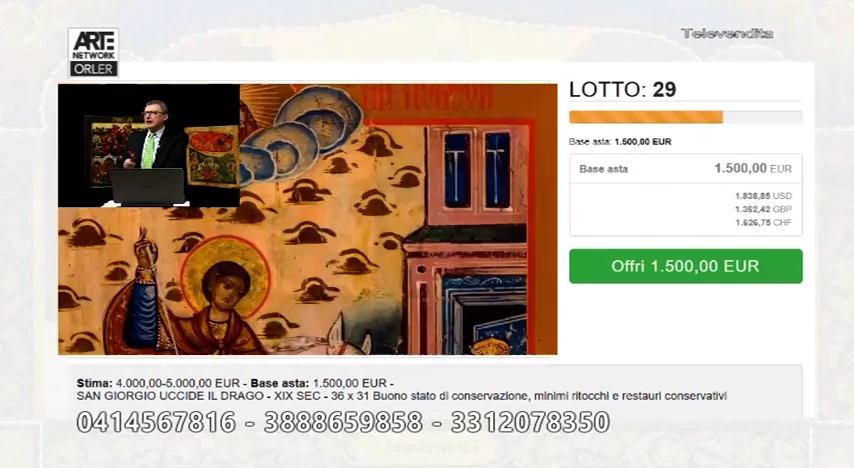 ARTE
NETWORK
ORLER
Televendita
LOTTO: 29
Base asta: 1.500,00 EUR
Base asta 1.500,00 EUR
1.838,85 USD
1.362,42 GBP
1.626,75 CHF
Offri 1.500,00 EUR
Stima: 4.000,00-5.000,00 EUR - Base asta: 1.500,00 EUR -
SAN GIORGIO UCCIDE IL DRAGO - XIX SEC - 36 x 31 Buono stato di conservazione, minimi ritocchi e restauri conservativi
0414567816 - 3888659858 - 3312078350